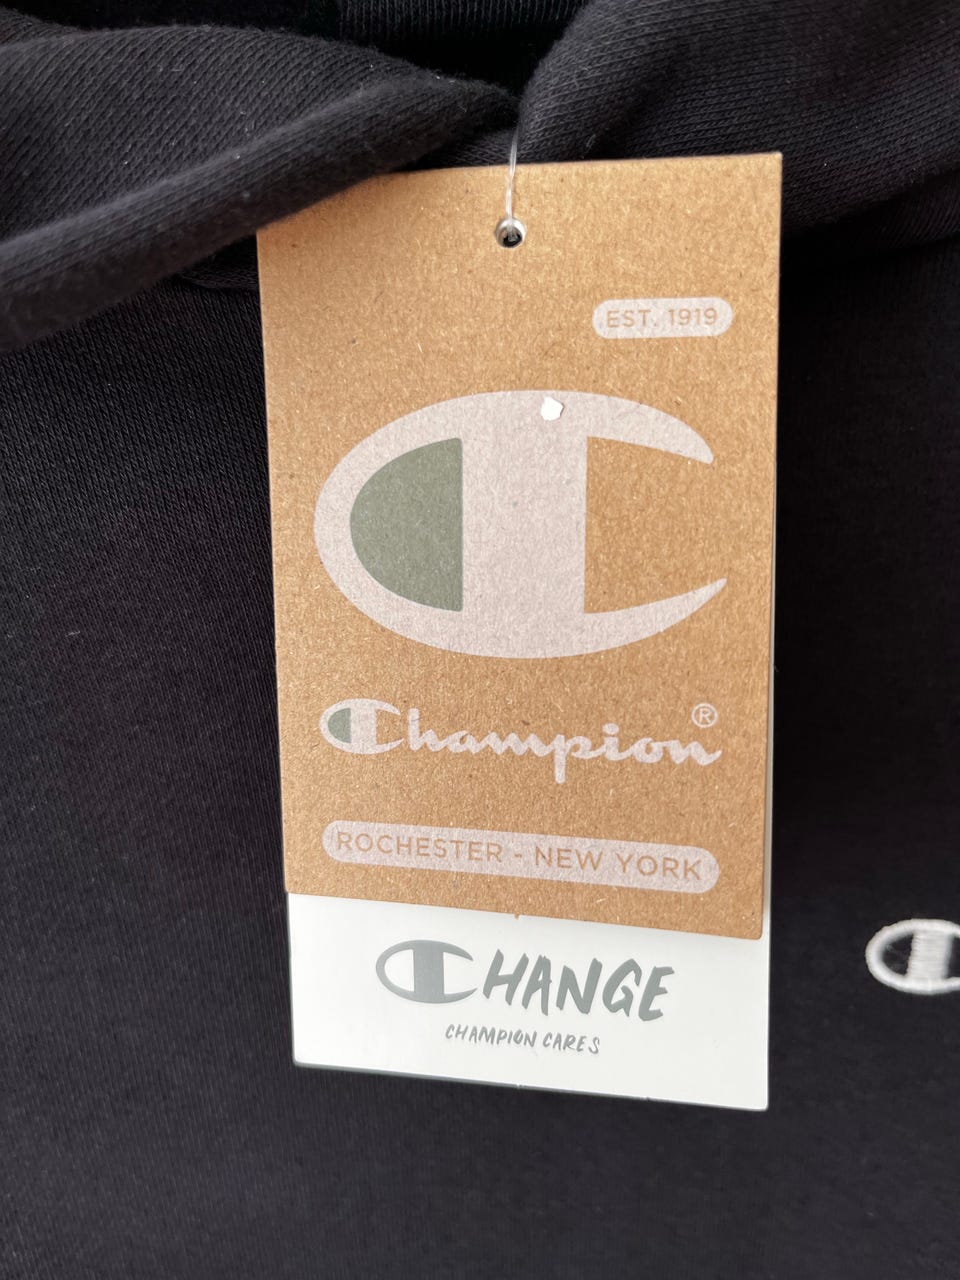 EST. 1919
Champion®
ROCHESTER - NEW YORK
CHANGE
CHAMPION CARES